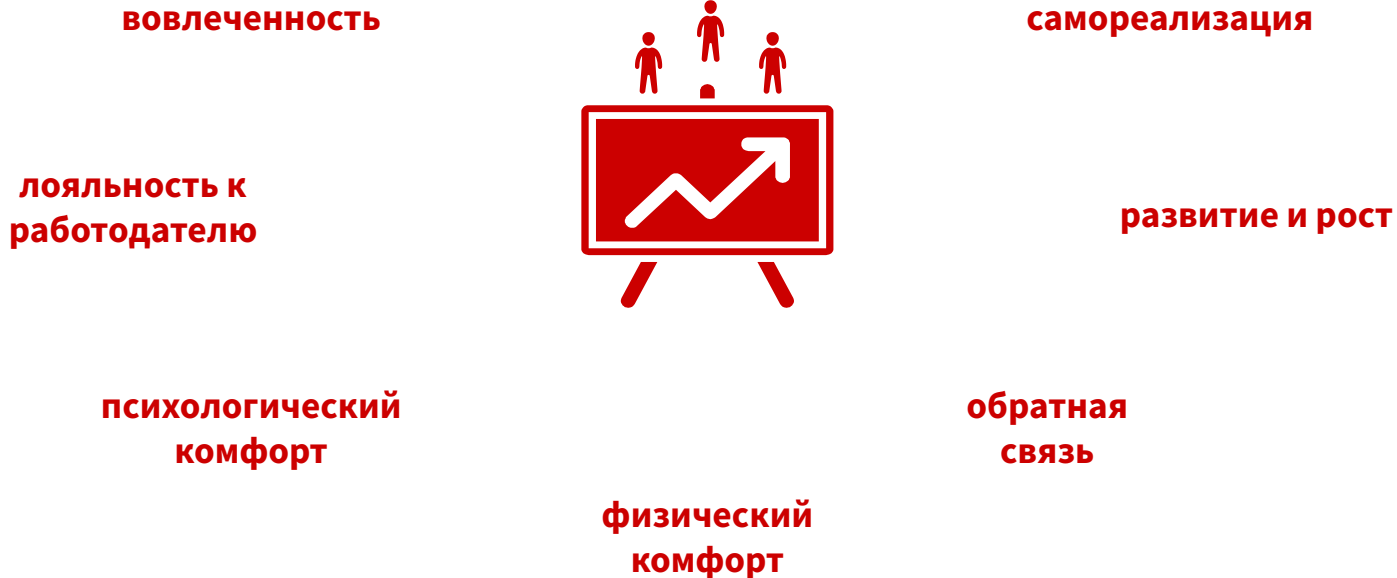 вовлеченность
самореализация
лояльность к
работодателю
развитие и рост
психологический
комфорт
обратная
связь
физический
комфорт